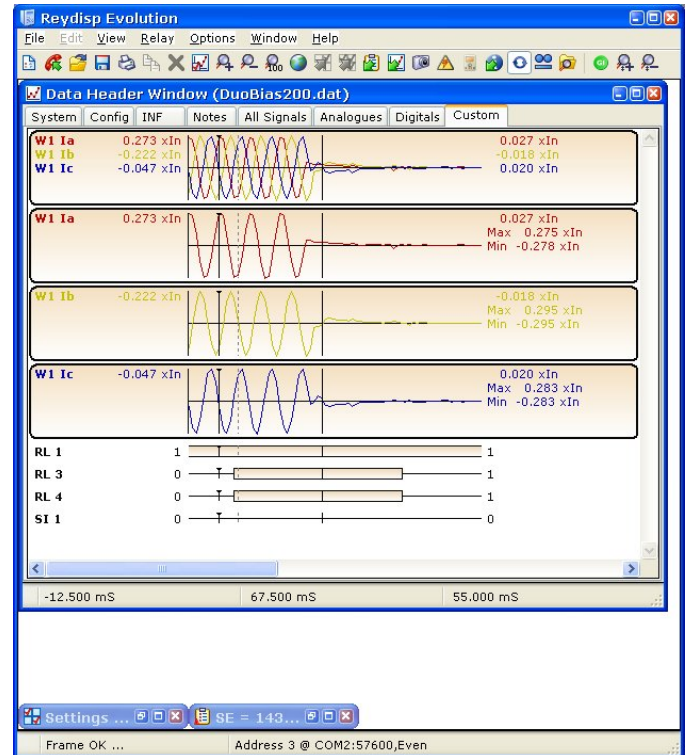 Reydisp Evolution
File Edit View Relay Options Window Help
Data Header Window (DuoBias200.dat)
System Config INF Notes All Signals Analogues Digitals Custom
W1 Ia 0.273 xIn 0.027 xIn
W1 Ib -0.222 xIn -0.018 xIn
W1 Ic -0.047 xIn 0.020 xIn
W1 Ia 0.273 xIn 0.027 xIn
Max 0.275 xIn
Min -0.278 xIn
W1 Ib -0.222 xIn -0.018 xIn
Max 0.295 xIn
Min -0.295 xIn
W1 Ic -0.047 xIn 0.020 xIn
Max 0.283 xIn
Min -0.283 xIn
RL 1 1 1
RL 3 0 1
RL 4 0 1
SI 1 0 0
-12.500 mS 67.500 mS 55.000 mS
Settings ... SE = 143...
Frame OK ... Address 3 @ COM2:57600,Even